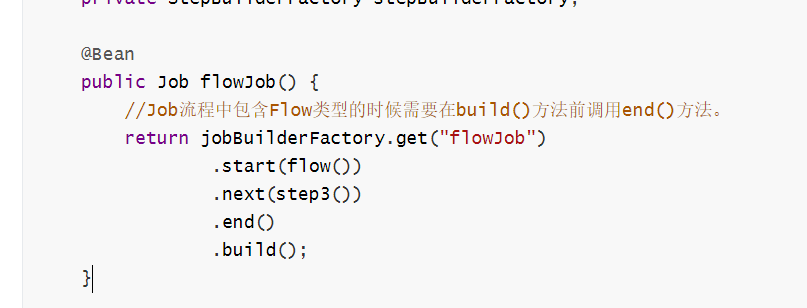 private StepBuilderFactory stepBuilderFactory;
@Bean
public Job flowJob() {
//Job流程中包含Flow类型的时候需要在build()方法前调用end()方法。
return jobBuilderFactory.get("flowJob")
.start(flow())
.next(step3())
.end()
.build();
}